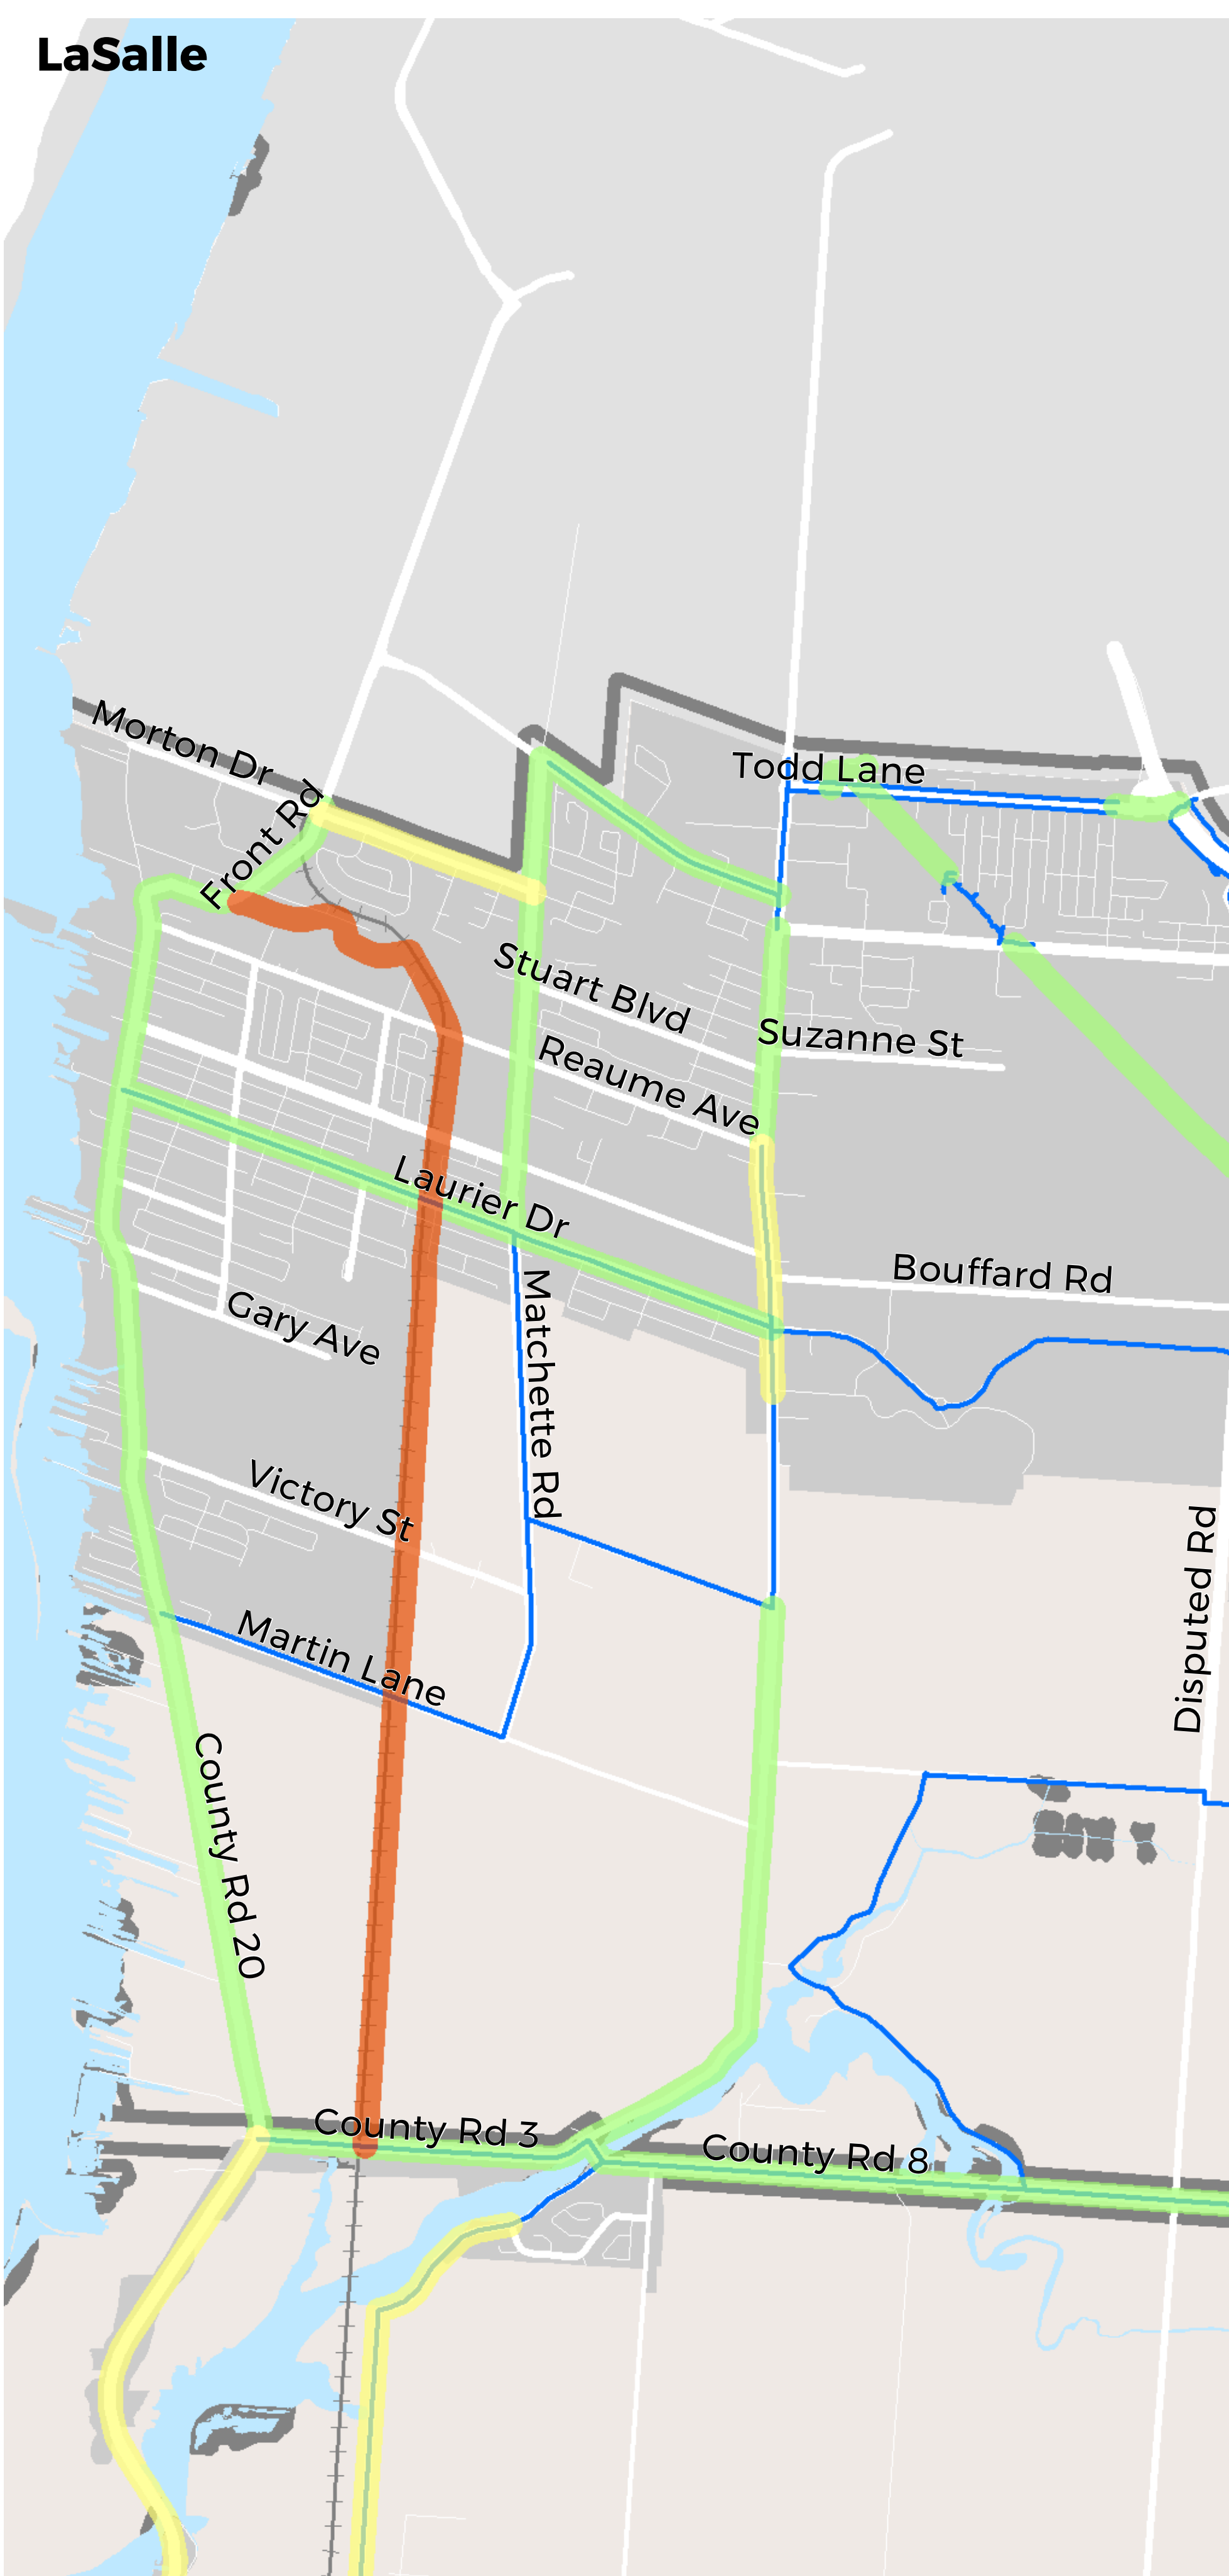 LaSalle
Morton Dr
Todd Lane
Front Rd
Stuart Blvd
Suzanne St
Reaume Ave
Laurier Dr
Bouffard Rd
Gary Ave
Matchette Rd
Victory St
Disputed Rd
Martin Lane
County Rd 20
County Rd 3
County Rd 8